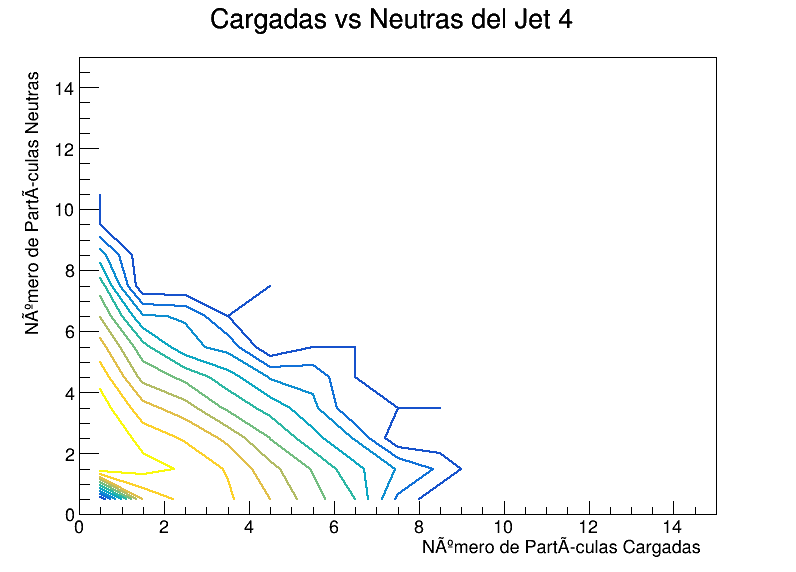 Cargadas vs Neutras del Jet 4
NÃºmero de PartÃ-culas Neutras
14
12
10
8
6
4
2
0
0 2 4 6 8 10 12 14
NÃºmero de PartÃ-culas Cargadas